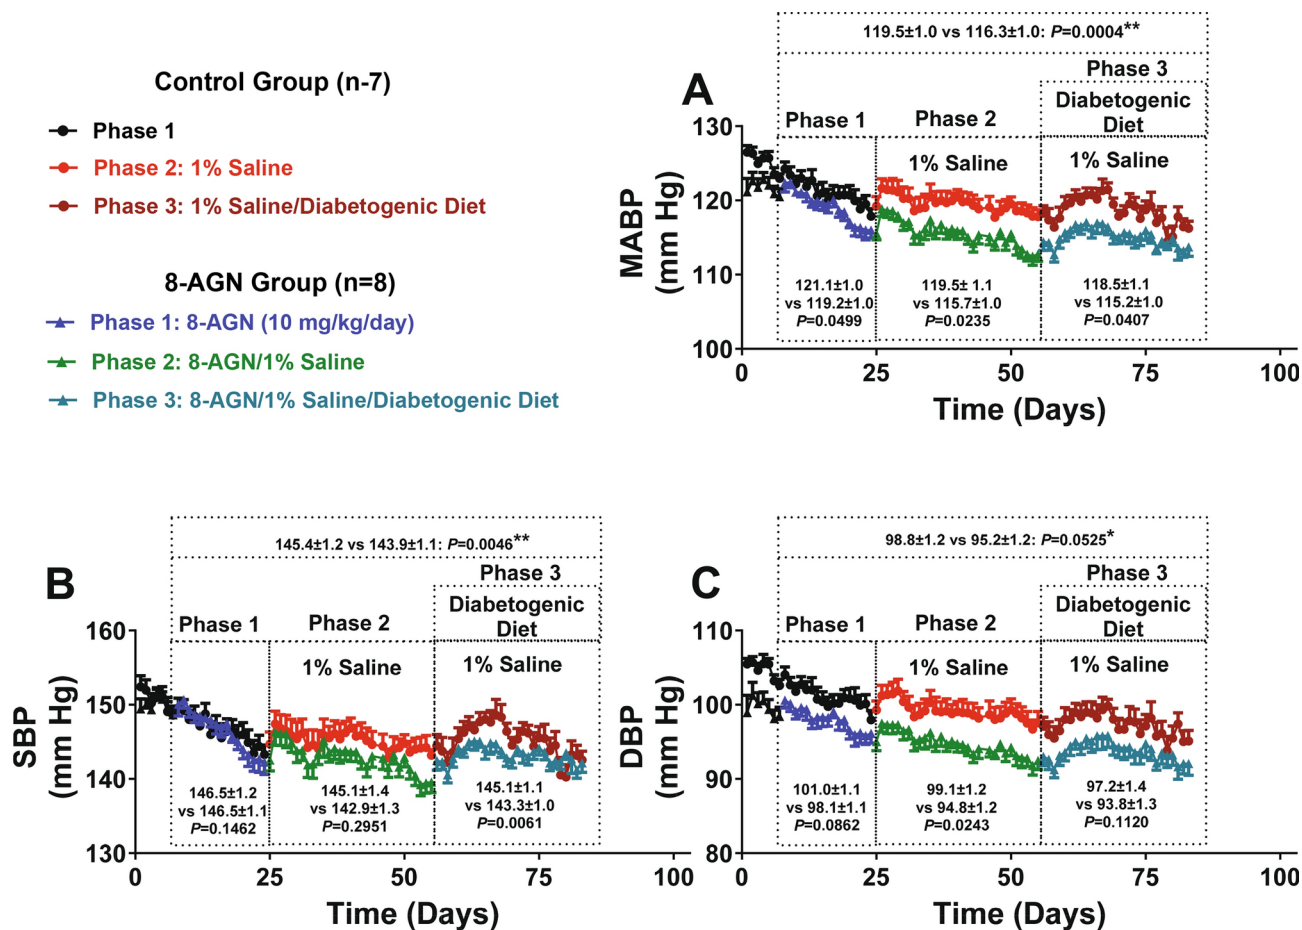 Control Group (n-7)
Phase 1
Phase 2: 1% Saline
Phase 3: 1% Saline/Diabetogenic Diet
8-AGN Group (n=8)
Phase 1: 8-AGN (10 mg/kg/day)
Phase 2: 8-AGN/1% Saline
Phase 3: 8-AGN/1% Saline/Diabetogenic Diet
A
119.5±1.0 vs 116.3±1.0: P=0.0004**
Phase 3
Diabetogenic
Diet
Phase 1
Phase 2
1% Saline
1% Saline
MABP
(mm Hg)
130
120
110
100
121.1±1.0
vs 119.2±1.0
P=0.0499
119.5± 1.1
vs 115.7±1.0
P=0.0235
118.5±1.1
vs 115.2±1.0
P=0.0407
0
25
50
75
100
Time (Days)
B
145.4±1.2 vs 143.9±1.1: P=0.0046**
Phase 3
Diabetogenic
Diet
Phase 1
Phase 2
1% Saline
1% Saline
SBP
(mm Hg)
160
150
140
130
146.5±1.2
vs 146.5±1.1
P=0.1462
145.1±1.4
vs 142.9±1.3
P=0.2951
145.1±1.1
vs 143.3±1.0
P=0.0061
0
25
50
75
100
Time (Days)
C
98.8±1.2 vs 95.2±1.2: P=0.0525*
Phase 3
Diabetogenic
Diet
Phase 1
Phase 2
1% Saline
1% Saline
DBP
(mm Hg)
110
100
90
80
101.0±1.1
vs 98.1±1.1
P=0.0862
99.1±1.2
vs 94.8±1.2
P=0.0243
97.2±1.4
vs 93.8±1.3
P=0.1120
0
25
50
75
100
Time (Days)